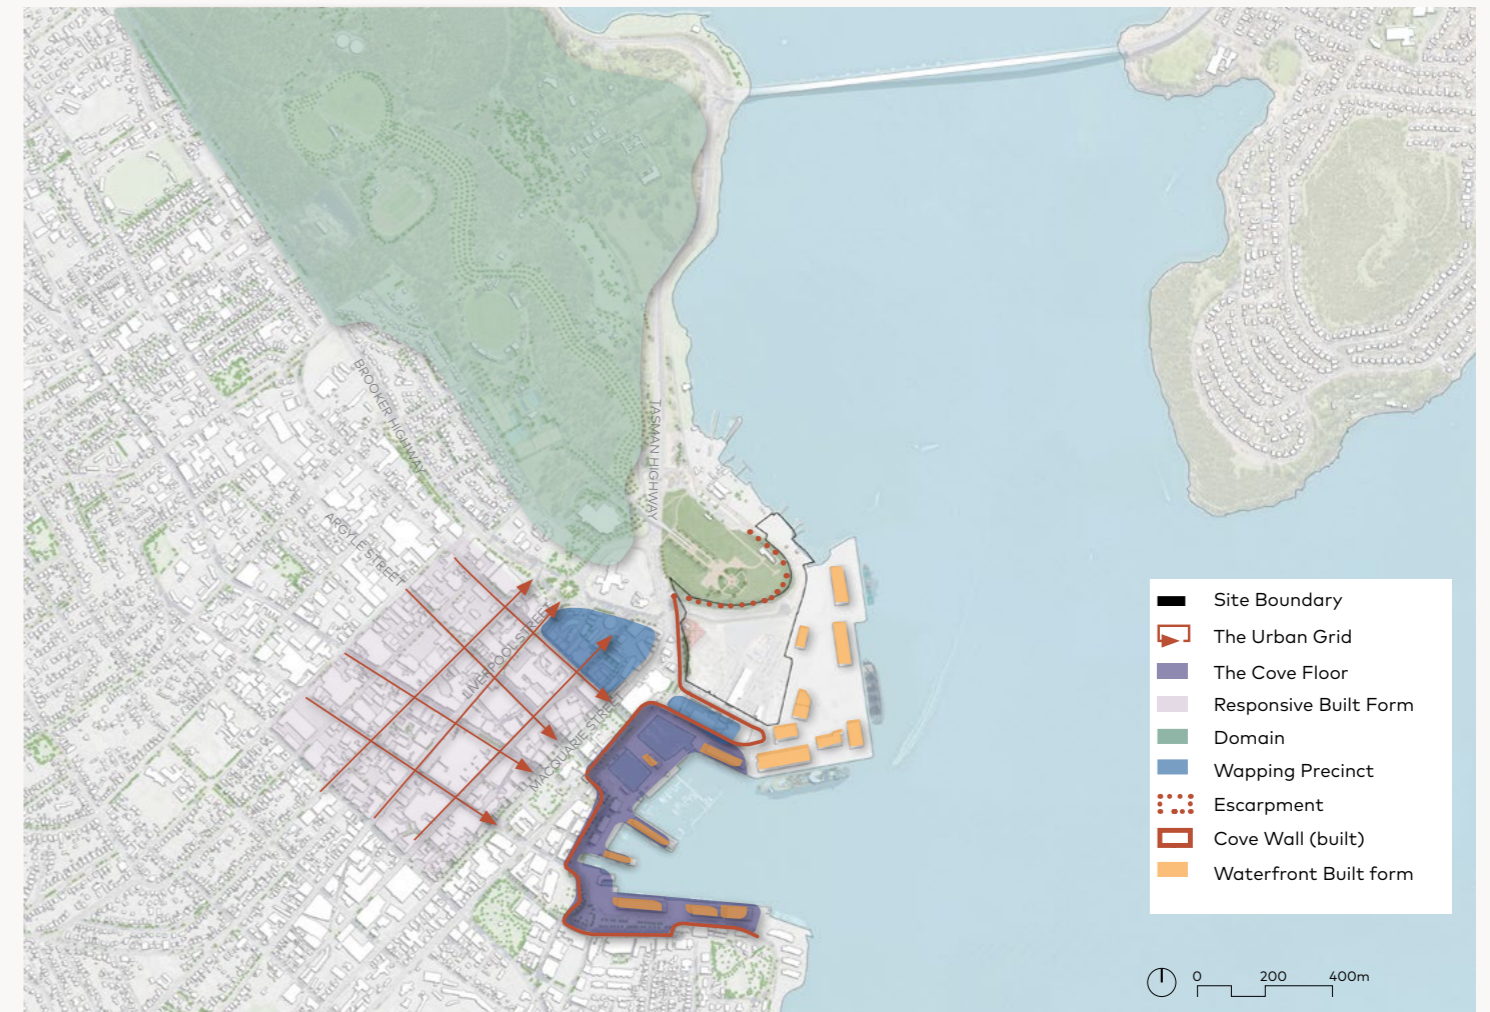 BROOKER HIGHWAY
TASMAN HIGHWAY
ARGYLE STREET
LIVERPOOL STREET
MACQUARIE STREET
Site Boundary
The Urban Grid
The Cove Floor
Responsive Built Form
Domain
Wapping Precinct
Escarpment
Cove Wall (built)
Waterfront Built form
0 200 400m